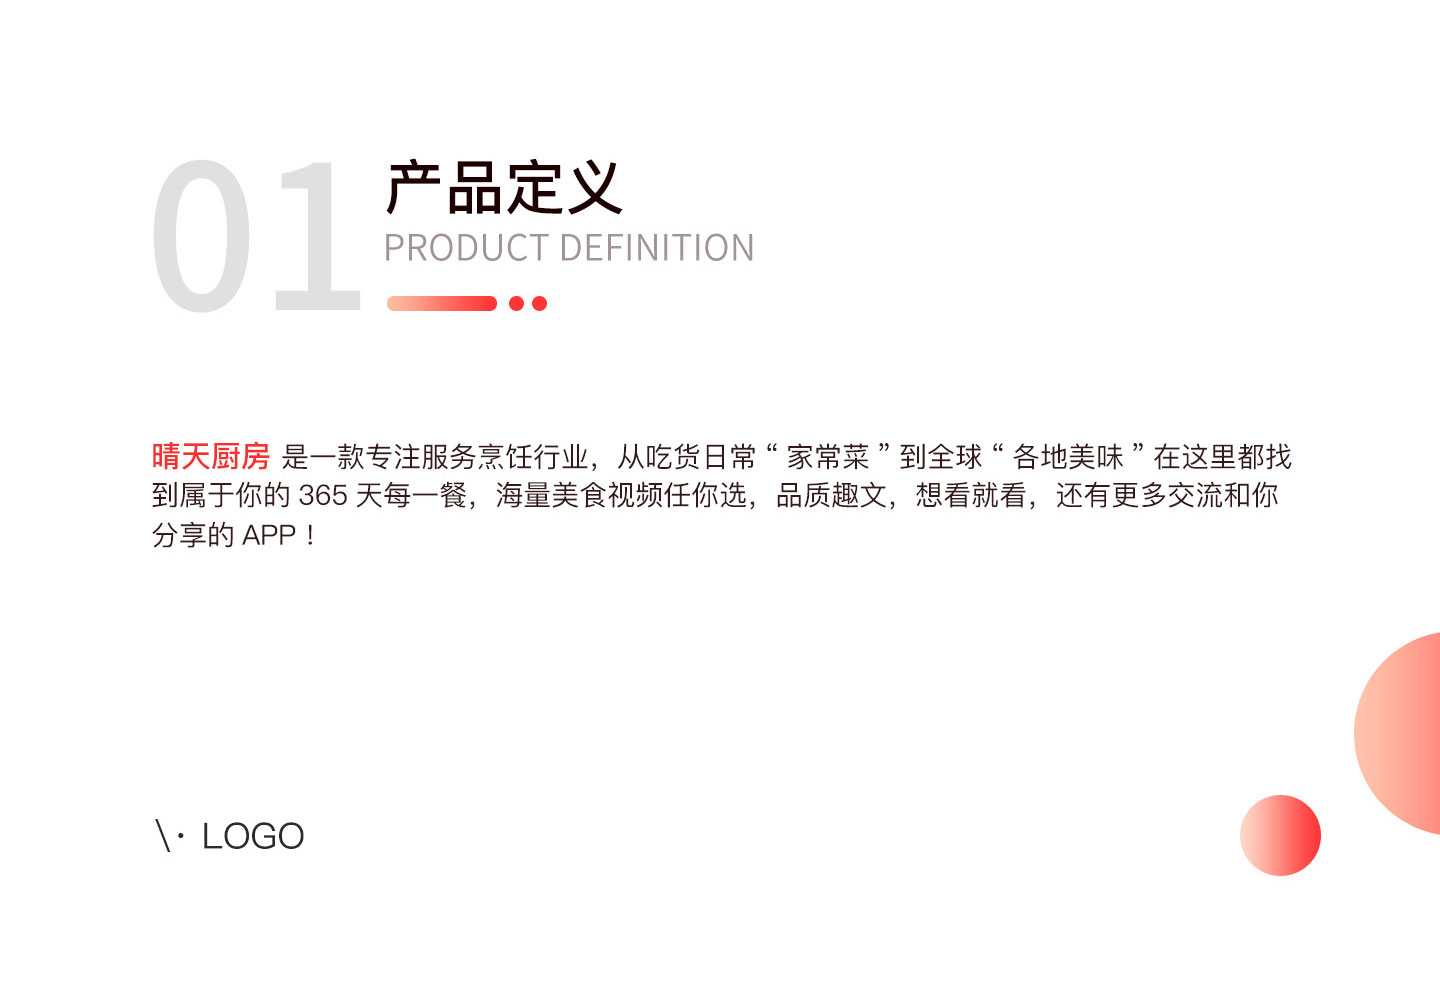 01
产品定义
PRODUCT DEFINITION
晴天厨房 是一款专注服务烹饪行业，从吃货日常“家常菜”到全球“各地美味”在这里都找
到属于你的 365 天每一餐，海量美食视频任你选，品质趣文，想看就看，还有更多交流和你
分享的 APP！
\· LOGO